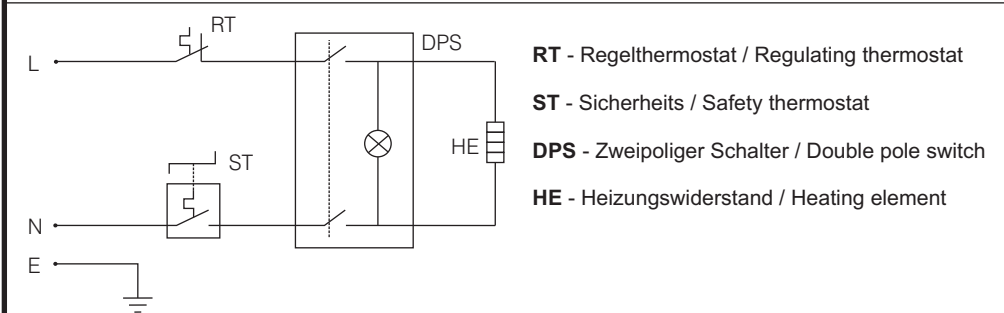 RT
DPS
L
HE
ST
N
E
RT - Regelthermostat / Regulating thermostat
ST - Sicherheits / Safety thermostat
DPS - Zweipoliger Schalter / Double pole switch
HE - Heizungswiderstand / Heating element